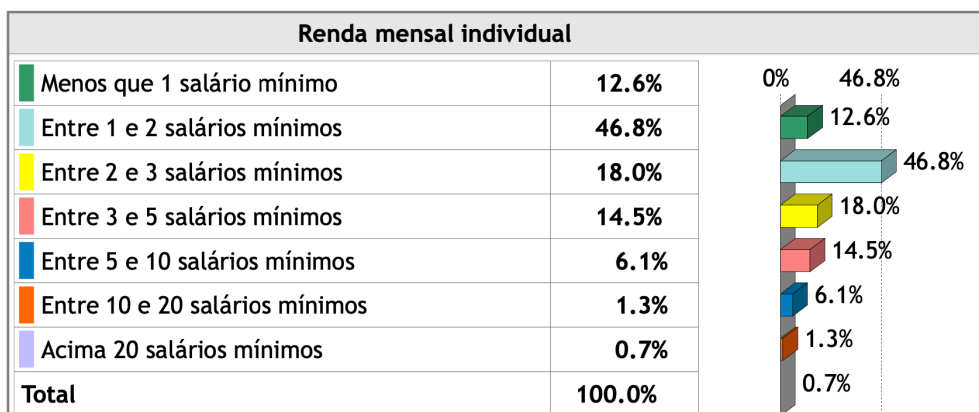 Renda mensal individual
Menos que 1 salário mínimo 12.6%
Entre 1 e 2 salários mínimos 46.8%
Entre 2 e 3 salários mínimos 18.0%
Entre 3 e 5 salários mínimos 14.5%
Entre 5 e 10 salários mínimos 6.1%
Entre 10 e 20 salários mínimos 1.3%
Acima 20 salários mínimos 0.7%
Total 100.0%
0% 46.8%
12.6%
46.8%
18.0%
14.5%
6.1%
1.3%
0.7%